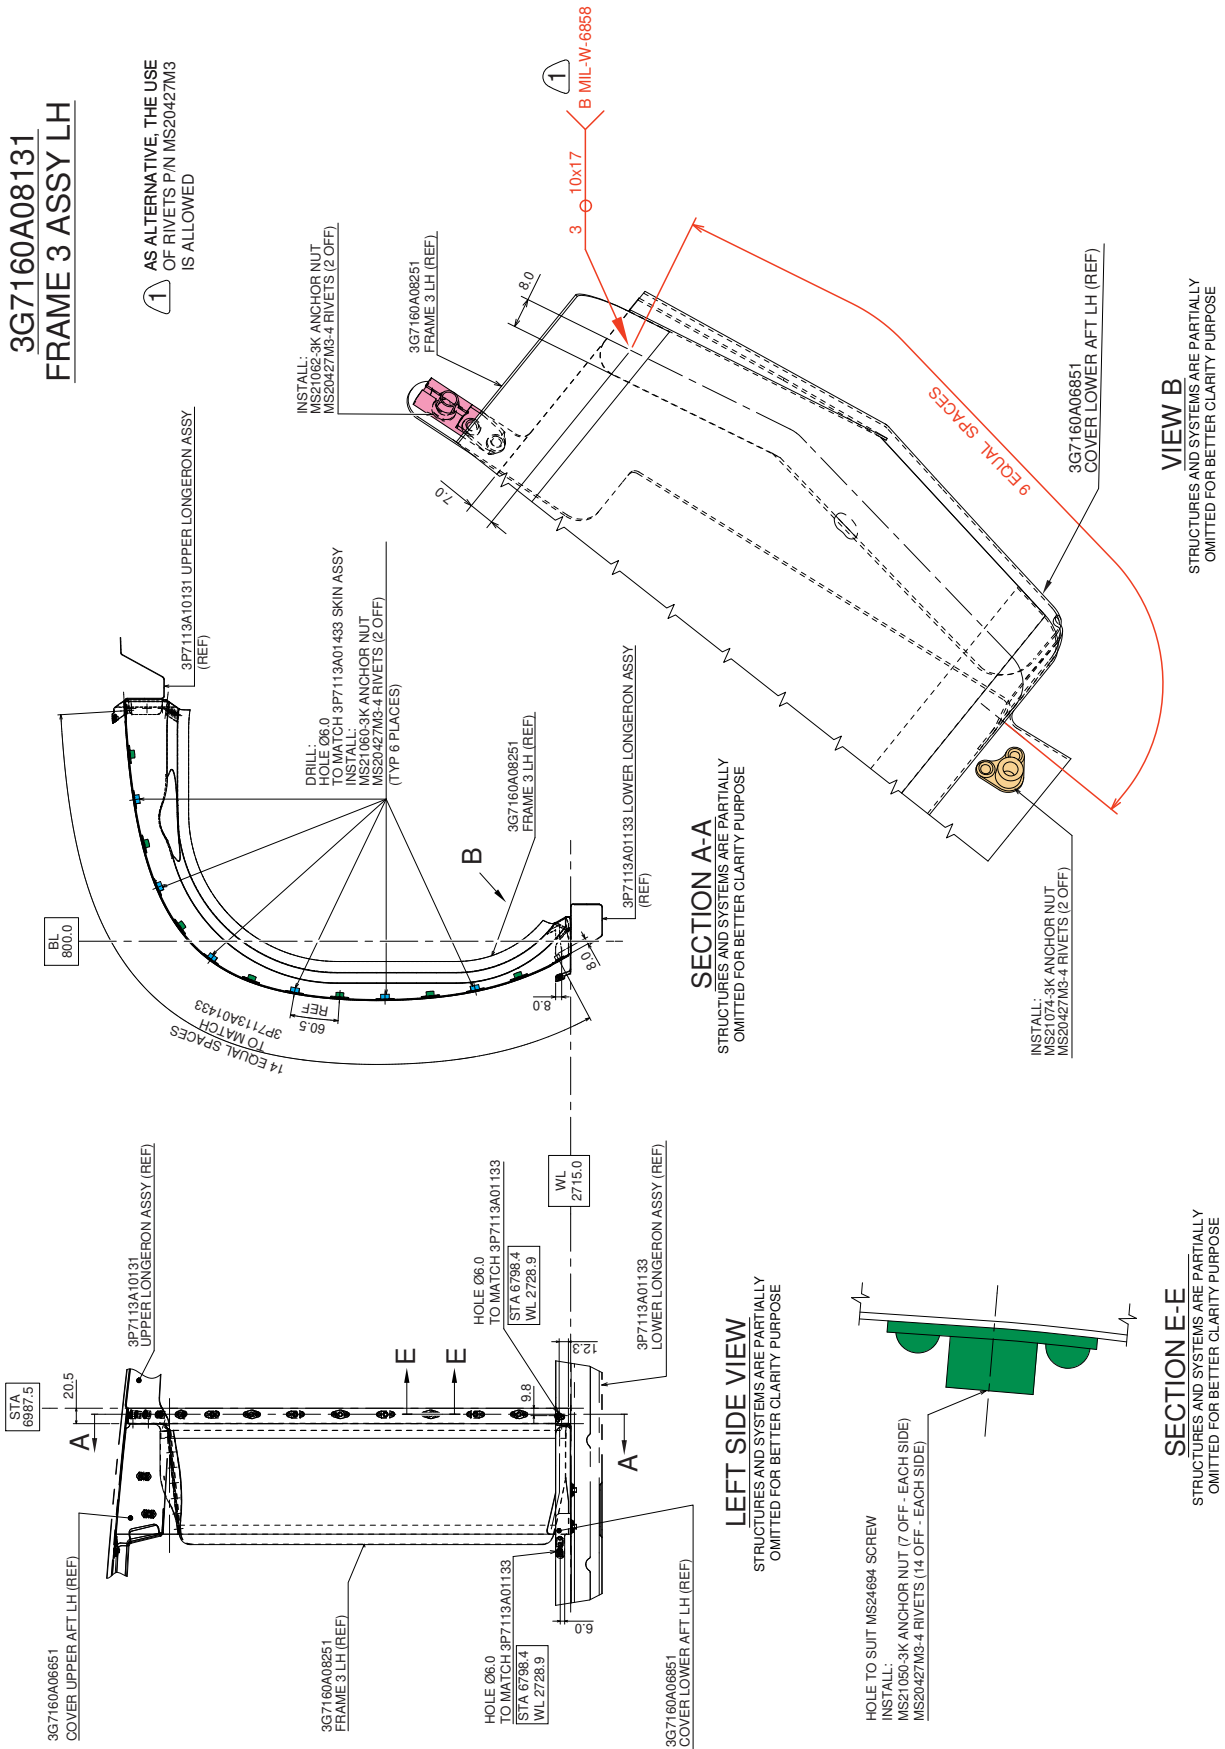 3G7160A08131
FRAME 3 ASSY LH
1
AS ALTERNATIVE, THE USE
OF RIVETS P/N MS20427M3
IS ALLOWED
STA
6987.5
20.5
3P7113A10131
UPPER LONGERON ASSY (REF)
3G7160A06651
COVER UPPER AFT LH (REF)
A
A
E
E
9.8
12.3
6.0
3G7160A08251
FRAME 3 LH (REF)
HOLE Ø6.0
TO MATCH 3P7113A01133
STA 6798.4
WL 2728.9
HOLE Ø6.0
TO MATCH 3P7113A01133
STA 6798.4
WL 2728.9
WL
2715.0
3P7113A01133
LOWER LONGERON ASSY (REF)
3G7160A06851
COVER LOWER AFT LH (REF)
LEFT SIDE VIEW
STRUCTURES AND SYSTEMS ARE PARTIALLY
OMITTED FOR BETTER CLARITY PURPOSE
BL
800.0
14 EQUAL SPACES
TO MATCH
3P7113A01433
60.5
REF
8.0
8.0
3P7113A10131 UPPER LONGERON ASSY
(REF)
DRILL:
HOLE Ø6.0
TO MATCH 3P7113A01433 SKIN ASSY
INSTALL:
MS21060-3K ANCHOR NUT
MS20427M3-4 RIVETS (2 OFF)
(TYP 6 PLACES)
3G7160A08251
FRAME 3 LH (REF)
B
3P7113A01133 LOWER LONGERON ASSY
(REF)
SECTION A-A
STRUCTURES AND SYSTEMS ARE PARTIALLY
OMITTED FOR BETTER CLARITY PURPOSE
INSTALL:
MS21062-3K ANCHOR NUT
MS20427M3-4 RIVETS (2 OFF)
3G7160A08251
FRAME 3 LH (REF)
8.0
7.0
3
10x17
B MIL-W-6858
1
9 EQUAL SPACES
3G7160A06851
COVER LOWER AFT LH (REF)
INSTALL:
MS21074-3K ANCHOR NUT
MS20427M3-4 RIVETS (2 OFF)
VIEW B
STRUCTURES AND SYSTEMS ARE PARTIALLY
OMITTED FOR BETTER CLARITY PURPOSE
HOLE TO SUIT MS24694 SCREW
INSTALL:
MS21050-3K ANCHOR NUT (7 OFF - EACH SIDE)
MS20427M3-4 RIVETS (14 OFF - EACH SIDE)
SECTION E-E
STRUCTURES AND SYSTEMS ARE PARTIALLY
OMITTED FOR BETTER CLARITY PURPOSE